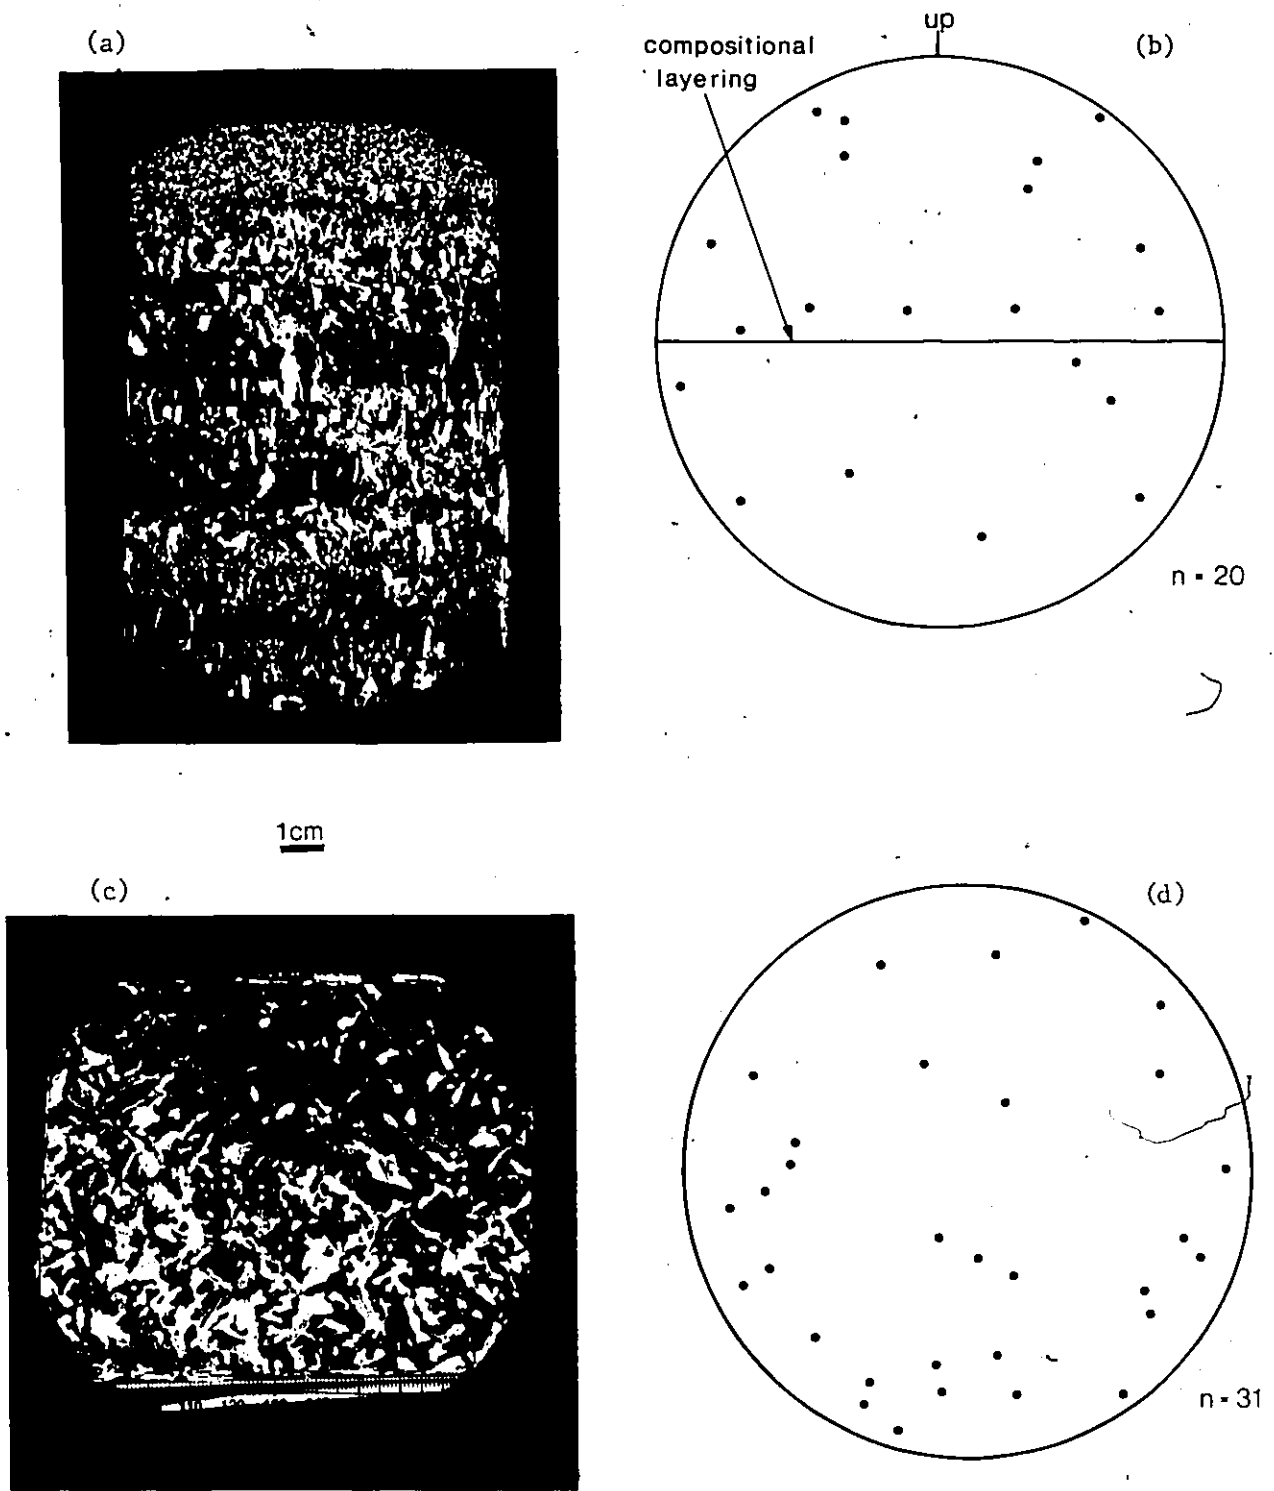 (a)
up
(b)
compositional
layering
n = 20
1cm
(c)
(d)
n = 31